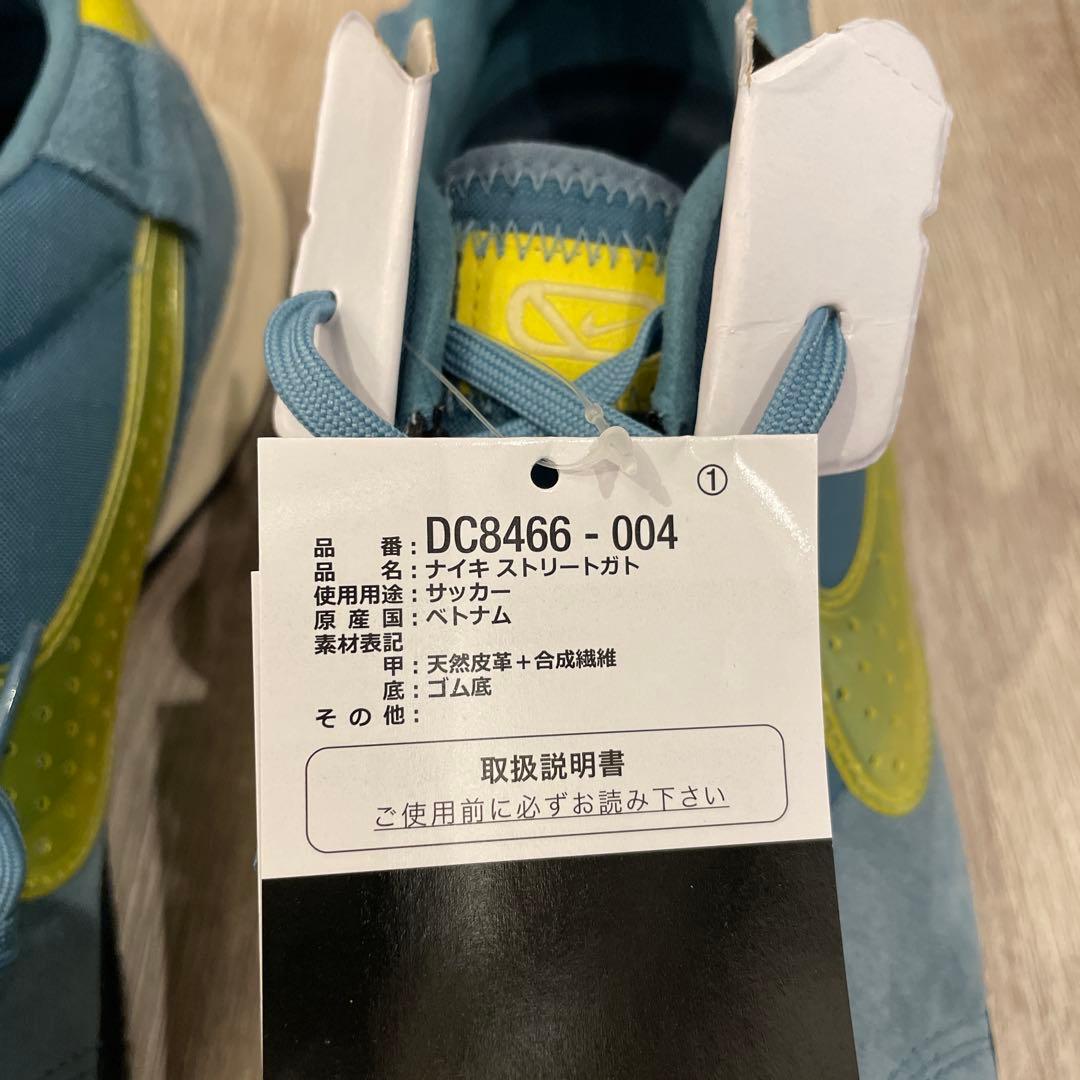 ①
品 番 : DC8466 - 004
品 名 : ナイキ ストリートガト
使用用途 : サッカー
原 産 国 : ベトナム
素材表記
甲 : 天然皮革＋合成繊維
底 : ゴム底
そ の 他 :
取扱説明書
ご使用前に必ずお読み下さい